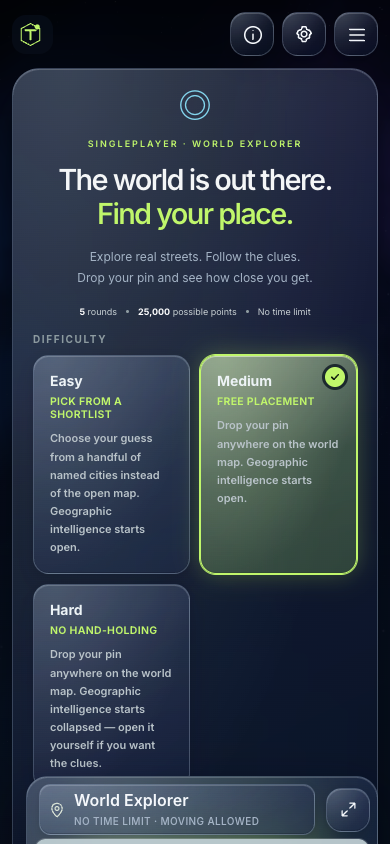 T
SINGLEPLAYER · WORLD EXPLORER
The world is out there.
Find your place.
Explore real streets. Follow the clues.
Drop your pin and see how close you get.
5 rounds • 25,000 possible points • No time limit
DIFFICULTY
Easy
PICK FROM A
SHORTLIST
Choose your guess
from a handful of
named cities instead
of the open map.
Geographic
intelligence starts
open.
Medium
FREE PLACEMENT
Drop your pin
anywhere on the world
map. Geographic
intelligence starts
open.
Hard
NO HAND-HOLDING
Drop your pin
anywhere on the world
map. Geographic
intelligence starts
collapsed — open it
yourself if you want
the clues.
World Explorer
NO TIME LIMIT · MOVING ALLOWED